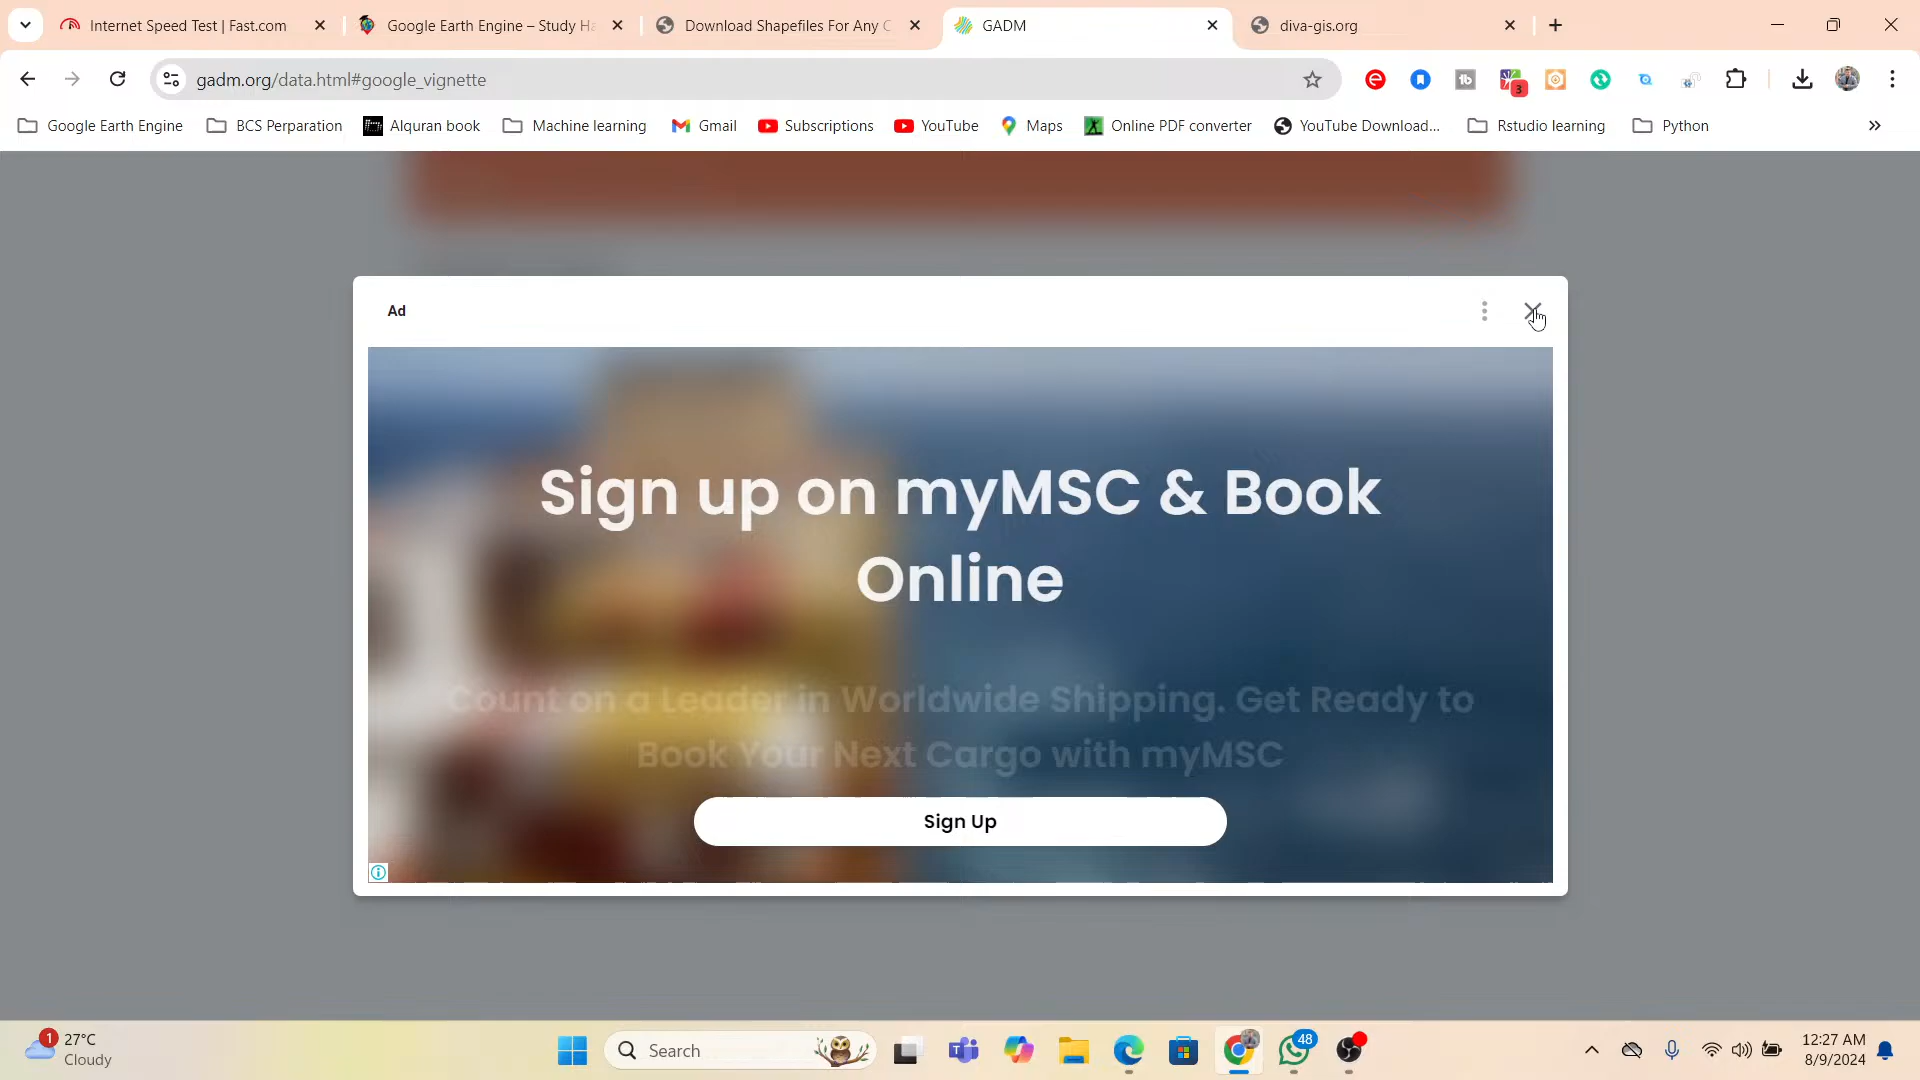 Internet Speed Test | Fast.com
Google Earth Engine – Study Ha
Download Shapefiles For Any C
GADM
diva-gis.org
gadm.org/data.html#google_vignette
3
Google Earth Engine
BCS Perparation
Alquran book
Machine learning
Gmail
Subscriptions
YouTube
Maps
Online PDF converter
YouTube Download...
Rstudio learning
Python
Ad
Sign up on myMSC & Book
Online
Count on a Leader in Worldwide Shipping. Get Ready to
Book Your Next Cargo with myMSC
Sign Up
1
27°C
Cloudy
Search
48
12:27 AM
8/9/2024